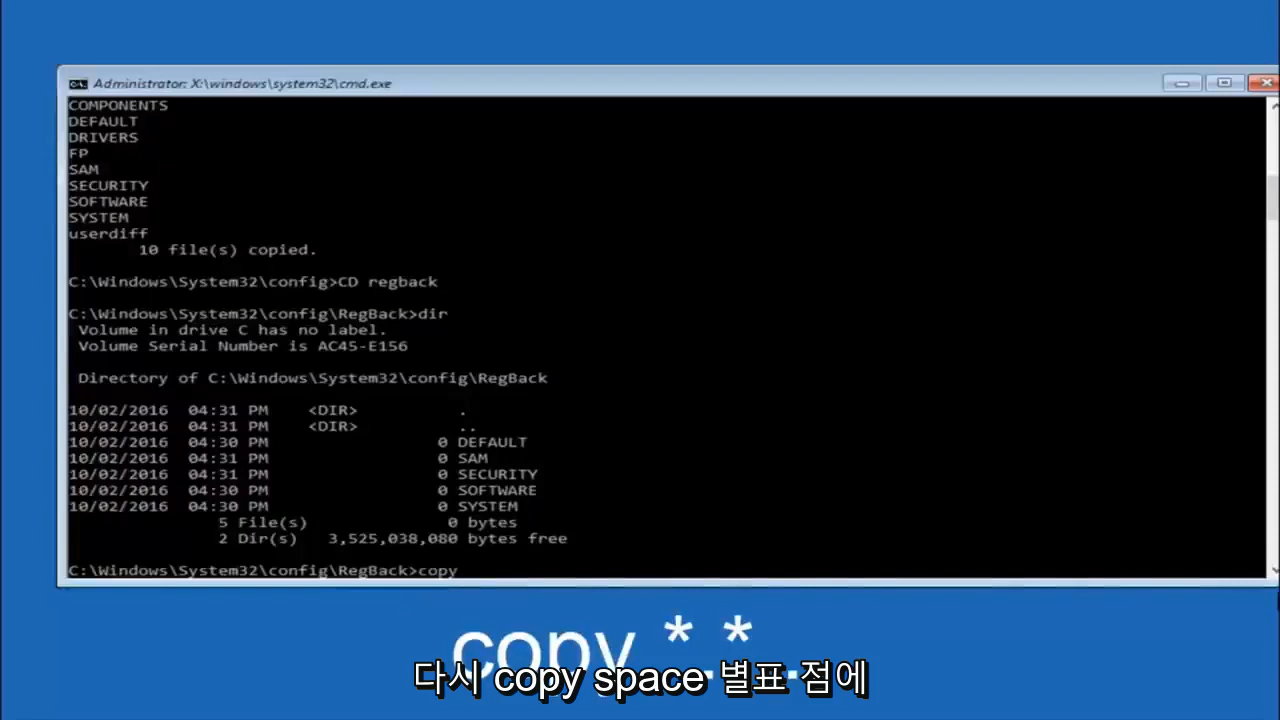 Administrator: X:\windows\system32\cmd.exe
COMPONENTS
DEFAULT
DRIVERS
FP
SAM
SECURITY
SOFTWARE
SYSTEM
userdiff
10 file(s) copied.
C:\Windows\System32\config>CD regback
C:\Windows\System32\config\RegBack>dir
Volume in drive C has no label.
Volume Serial Number is AC45-E156
Directory of C:\Windows\System32\config\RegBack
10/02/2016 04:31 PM <DIR> .
10/02/2016 04:31 PM <DIR> ..
10/02/2016 04:30 PM 0 DEFAULT
10/02/2016 04:31 PM 0 SAM
10/02/2016 04:31 PM 0 SECURITY
10/02/2016 04:30 PM 0 SOFTWARE
10/02/2016 04:30 PM 0 SYSTEM
5 File(s) 0 bytes
2 Dir(s) 3,525,038,080 bytes free
C:\Windows\System32\config\RegBack>copy
copy *.* ..
다시 copy space 별표 점에